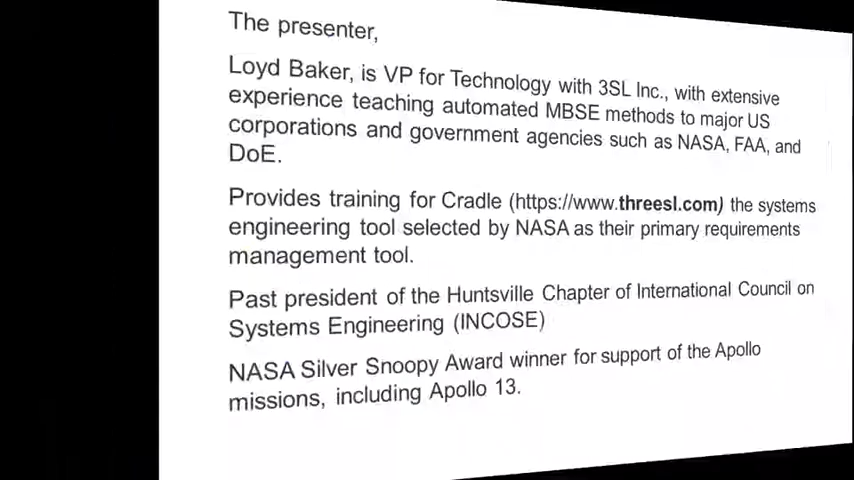 The presenter,
Loyd Baker, is VP for Technology with 3SL Inc., with extensive
experience teaching automated MBSE methods to major US
corporations and government agencies such as NASA, FAA, and
DoE.
Provides training for Cradle (https://www.threesl.com) the systems
engineering tool selected by NASA as their primary requirements
management tool.
Past president of the Huntsville Chapter of International Council on
Systems Engineering (INCOSE)
NASA Silver Snoopy Award winner for support of the Apollo
missions, including Apollo 13.